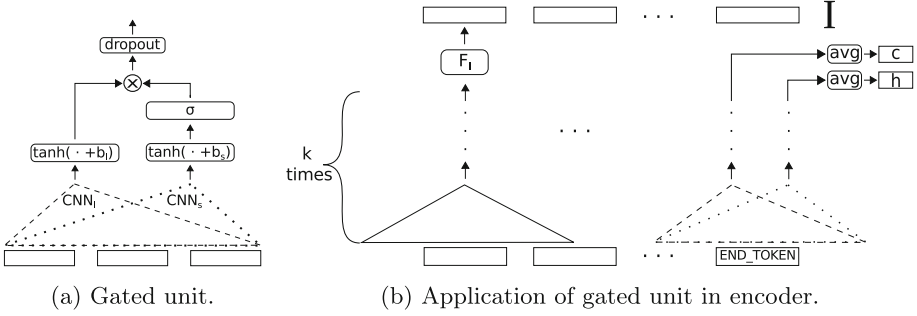 dropout
×
σ
tanh( · +b_l)
tanh( · +b_s)
CNN_l
CNN_s
(a) Gated unit.
· · ·
I
F_I
avg
c
avg
h
· · ·
k
times
· · ·
END_TOKEN
(b) Application of gated unit in encoder.